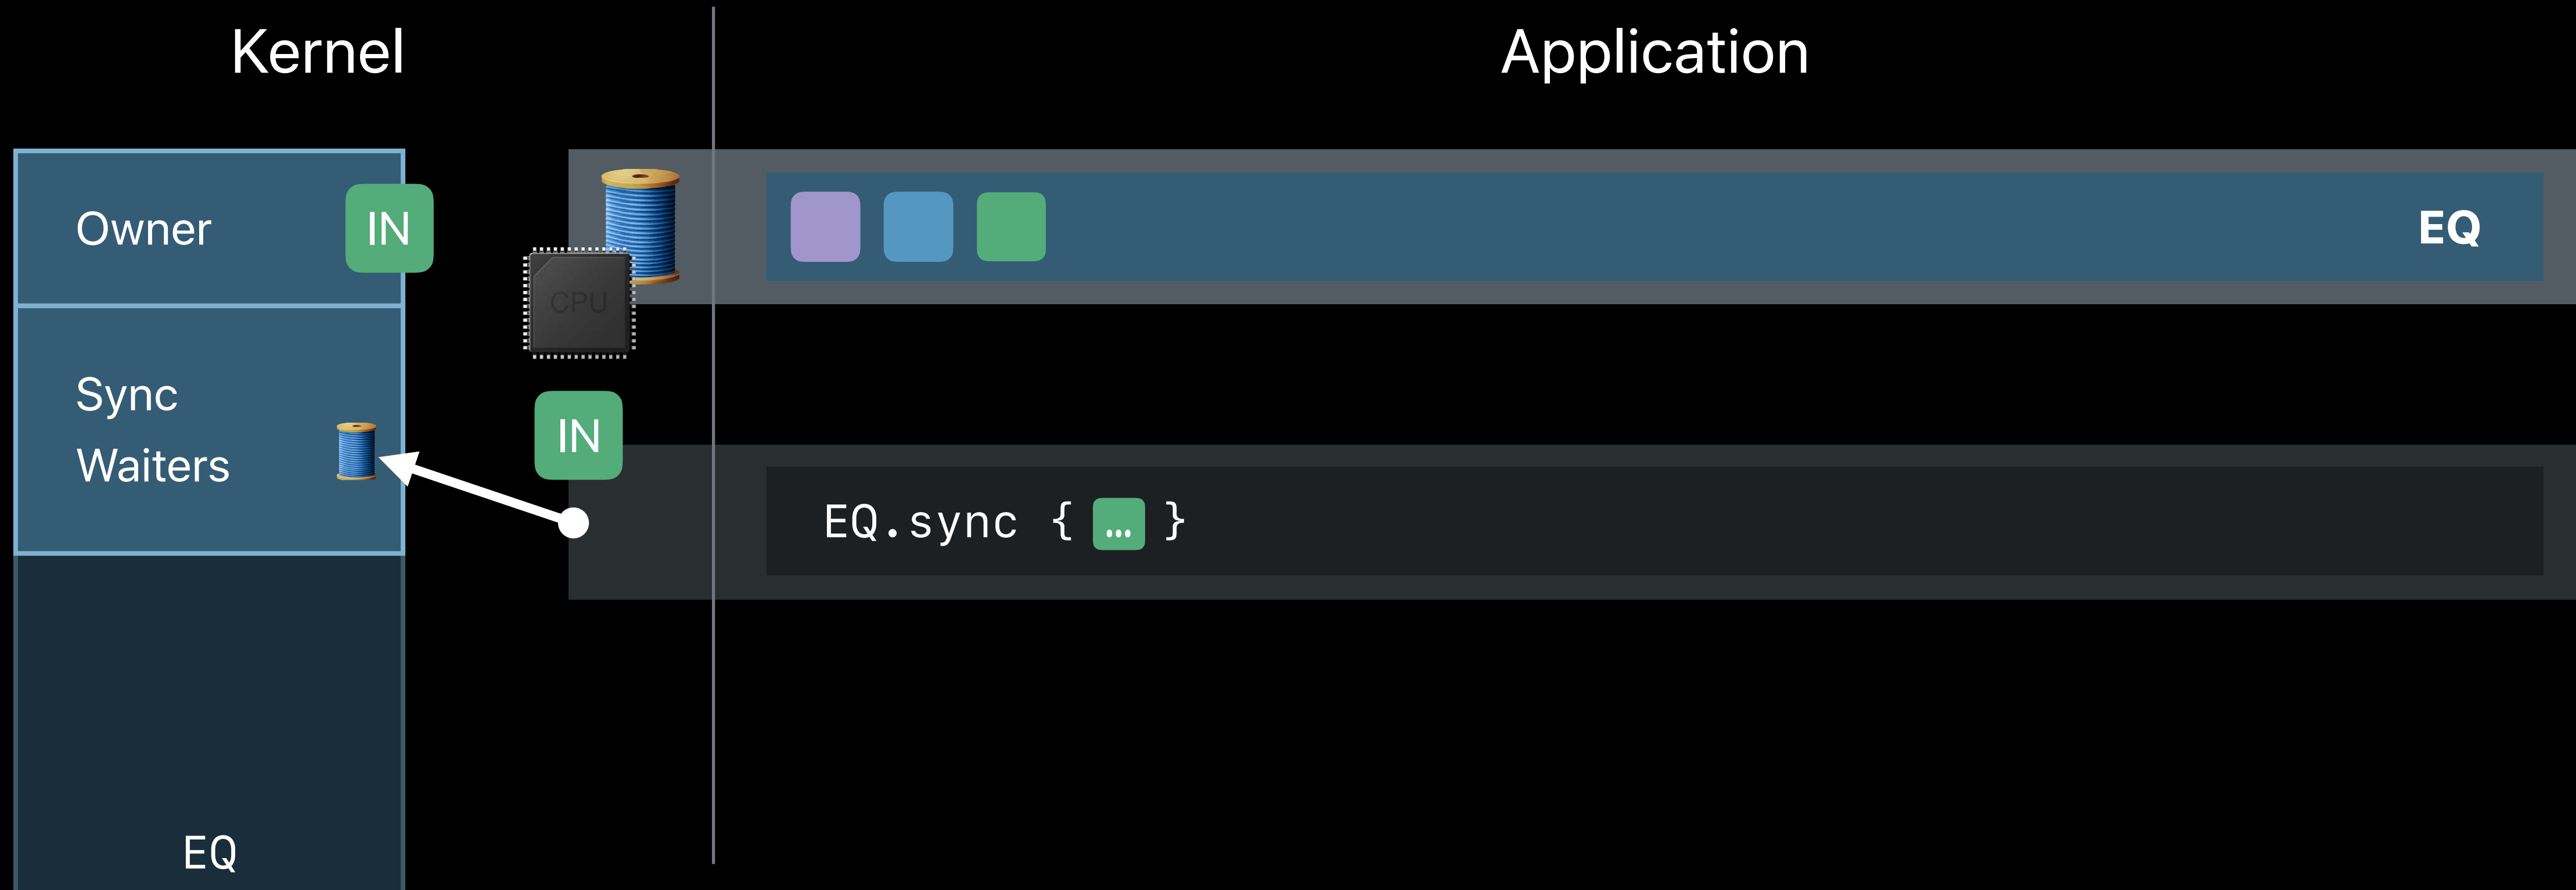 Kernel
Application
Owner
IN
EQ
CPU
Sync
Waiters
IN
EQ.sync { … }
EQ